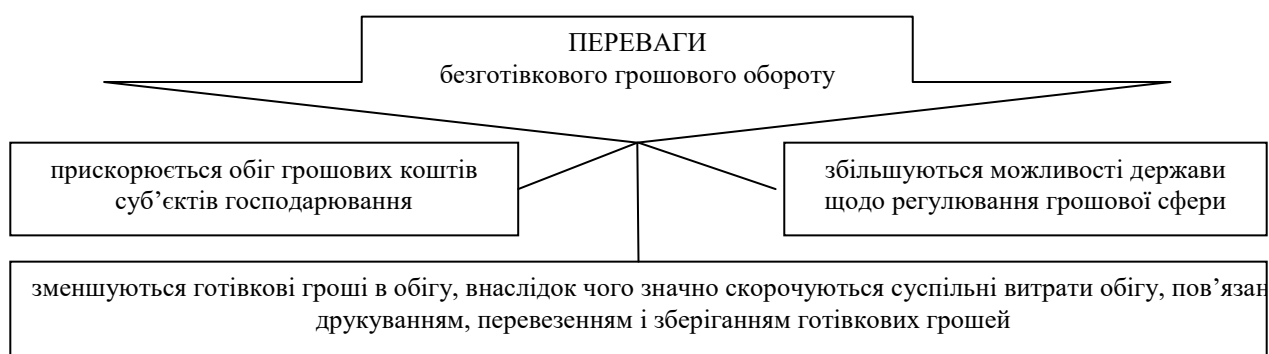 ПЕРЕВАГИ
безготівкового грошового обороту
прискорюється обіг грошових коштів
суб’єктів господарювання
збільшуються можливості держави
щодо регулювання грошової сфери
зменшуються готівкові гроші в обігу, внаслідок чого значно скорочуються суспільні витрати обігу, пов’язан
друкуванням, перевезенням і зберіганням готівкових грошей